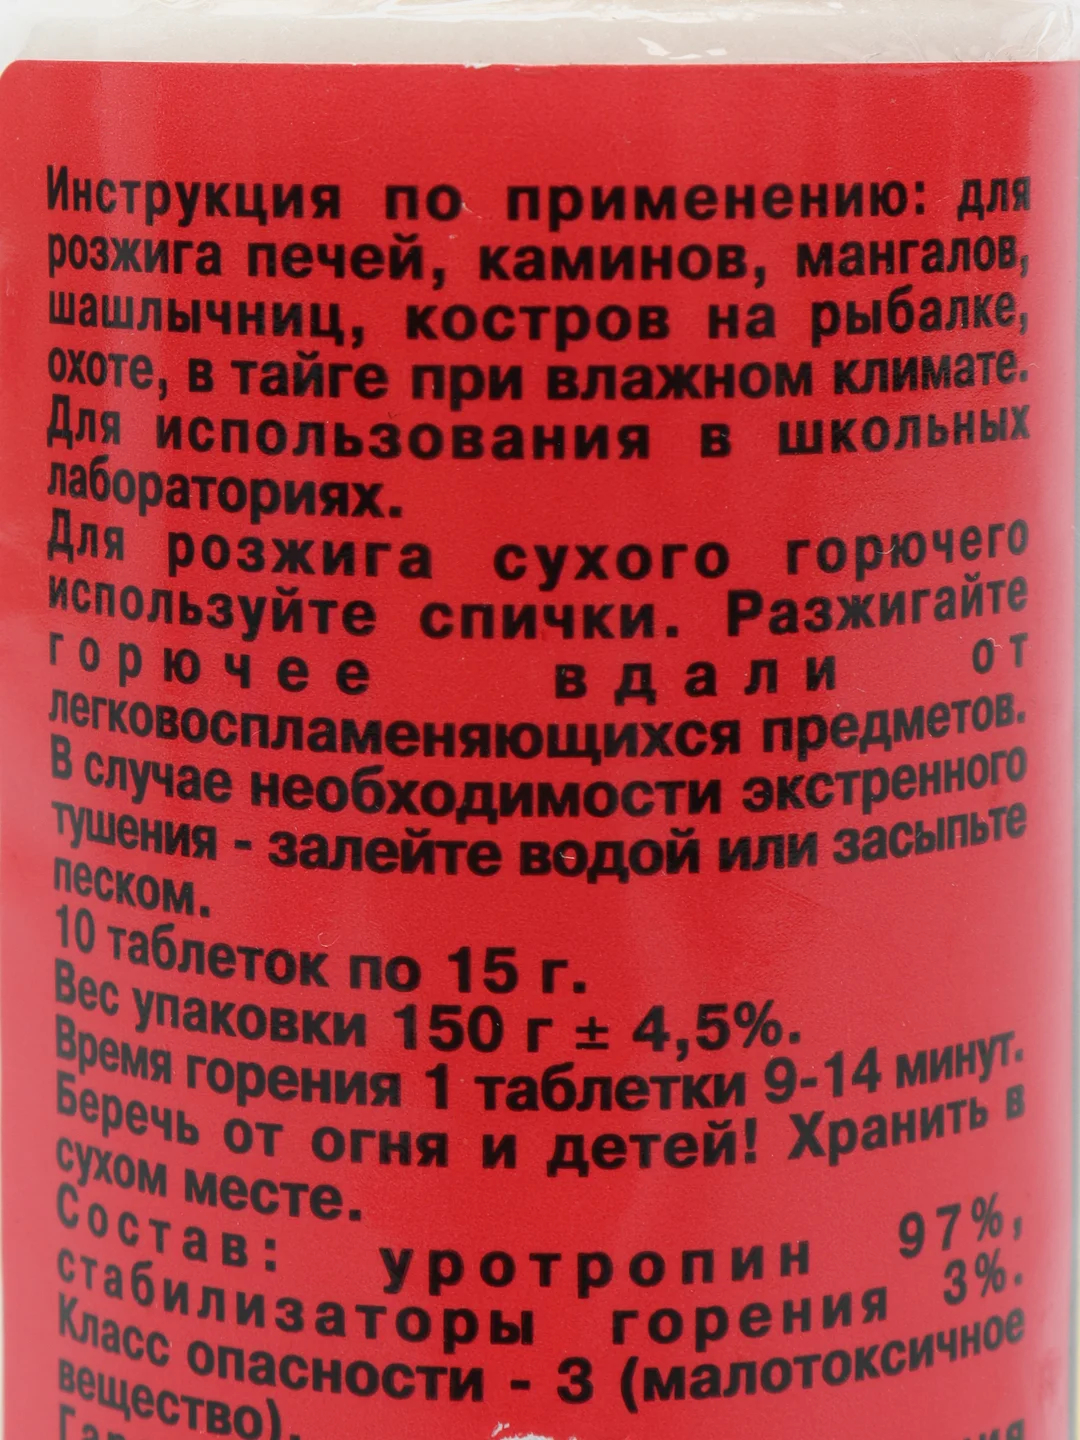 Инструкция по применению: для
розжига печей, каминов, мангалов,
шашлычниц, костров на рыбалке,
охоте, в тайге при влажном климате.
Для использования в школьных
лабораториях.
Для розжига сухого горючего
используйте спички. Разжигайте
горючее вдали от
легковоспламеняющихся предметов.
В случае необходимости экстренного
тушения - залейте водой или засыпьте
песком.
10 таблеток по 15 г.
Вес упаковки 150 г ± 4,5%.
Время горения 1 таблетки 9-14 минут.
Беречь от огня и детей! Хранить в
сухом месте.
Состав: уротропин 97%,
стабилизаторы горения 3%.
Класс опасности - 3 (малотоксичное
вещество).